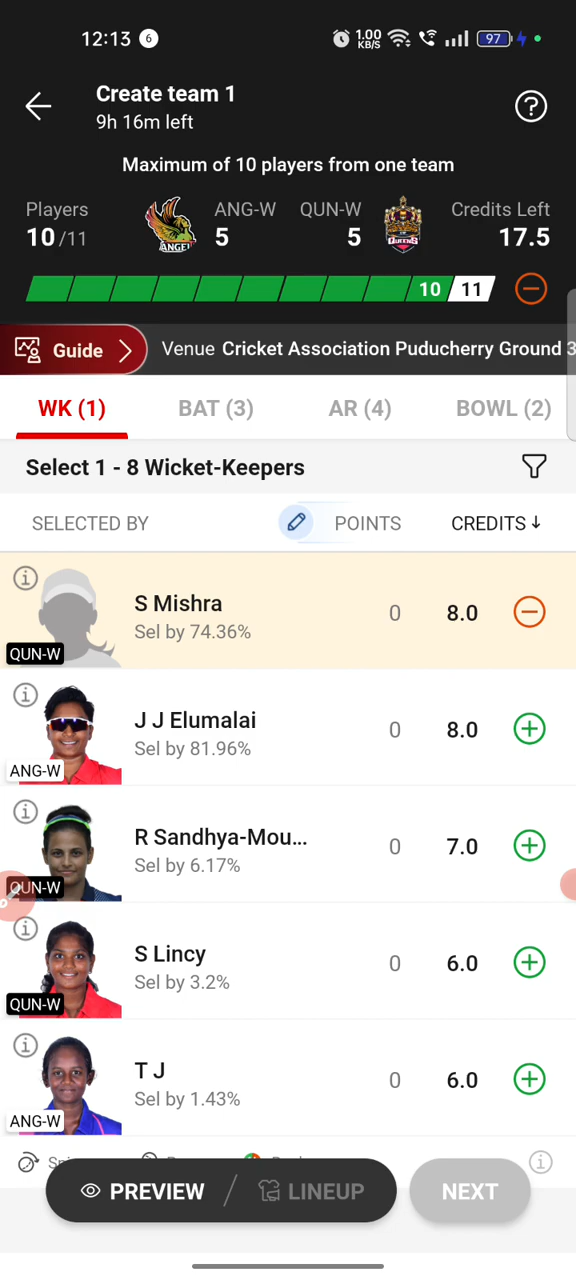 12:13 6 1.00 KB/S 97
Create team 1
9h 16m left
Maximum of 10 players from one team
Players ANG-W QUN-W Credits Left
10/11 5 5 17.5
ANGEL QUEENS
10 11
Guide Venue Cricket Association Puducherry Ground 3
WK (1) BAT (3) AR (4) BOWL (2)
Select 1 - 8 Wicket-Keepers
SELECTED BY POINTS CREDITS↓
S Mishra 0 8.0
Sel by 74.36%
QUN-W
J J Elumalai 0 8.0
Sel by 81.96%
ANG-W
R Sandhya-Mou... 0 7.0
Sel by 6.17%
QUN-W
S Lincy 0 6.0
Sel by 3.2%
QUN-W
T J 0 6.0
Sel by 1.43%
ANG-W
PREVIEW / LINEUP NEXT